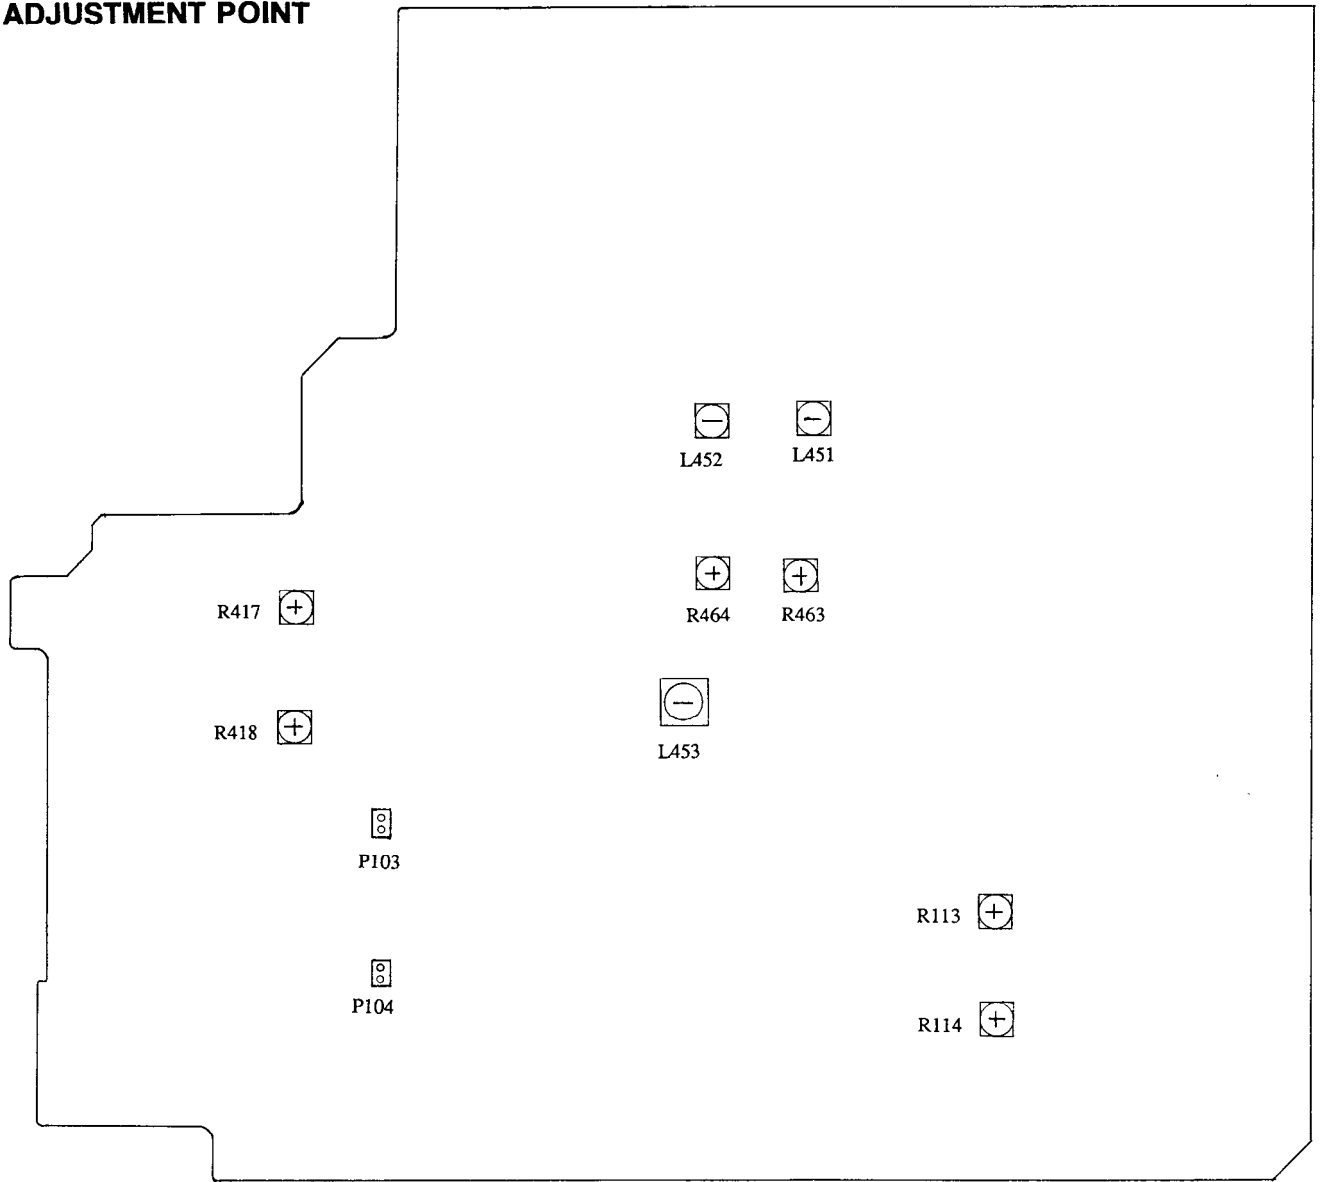 ADJUSTMENT POINT
L452
L451
R417
R464
R463
R418
L453
P103
R113
P104
R114